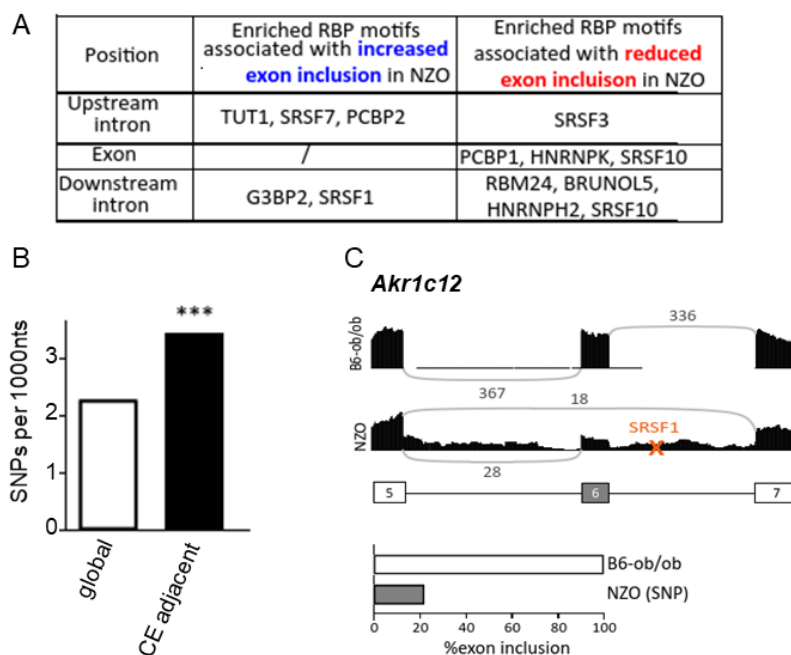 A
Position
Enriched RBP motifs
associated with increased
exon inclusion in NZO
Enriched RBP motifs
associated with reduced
exon incluison in NZO
Upstream
intron
TUT1, SRSF7, PCBP2
SRSF3
Exon
/
PCBP1, HNRNPK, SRSF10
Downstream
intron
G3BP2, SRSF1
RBM24, BRUNOL5,
HNRNPH2, SRSF10
B
***
SNPs per 1000nts
3
2
1
0
global
CE adjacent
C
Akr1c12
B6-ob/ob
336
367
18
NZO
SRSF1
28
5
6
7
B6-ob/ob
NZO (SNP)
0 20 40 60 80 100
%exon inclusion